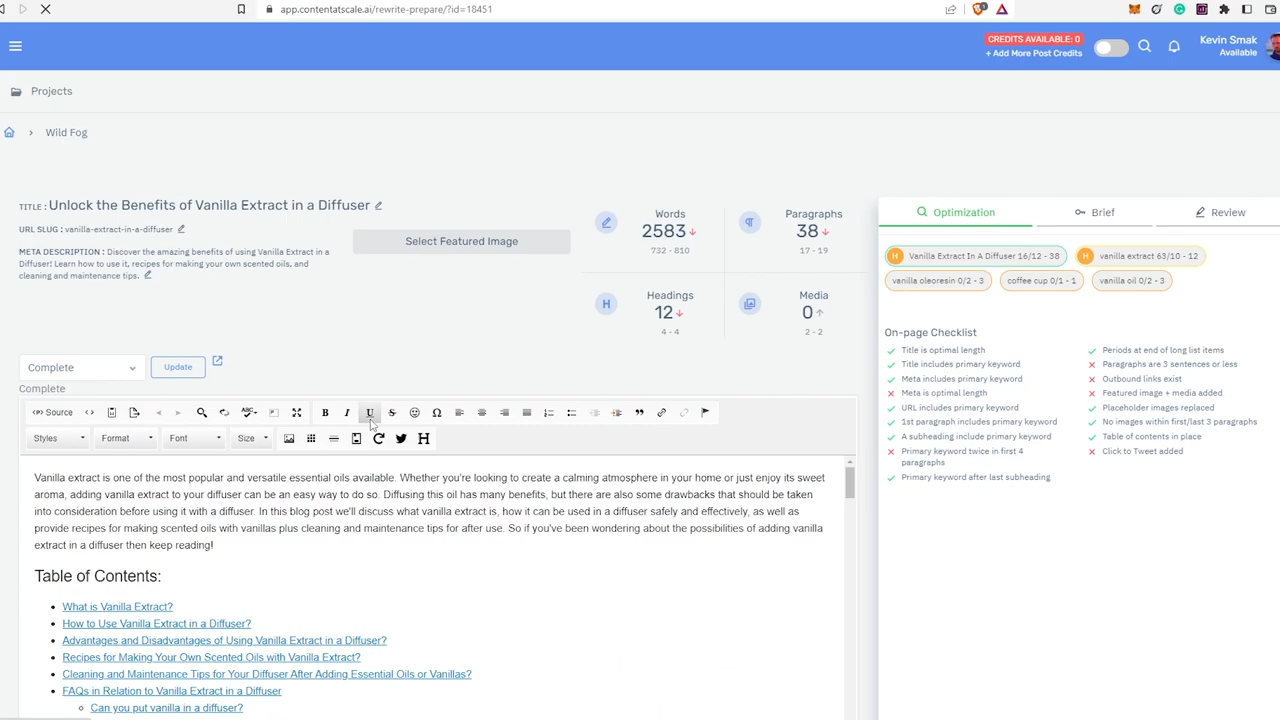 app.contentatscale.ai/rewrite-prepare/?id=18451
CREDITS AVAILABLE: 0
+ Add More Post Credits
Kevin Smak
Available
Projects
Wild Fog
TITLE : Unlock the Benefits of Vanilla Extract in a Diffuser
URL SLUG : vanilla-extract-in-a-diffuser
META DESCRIPTION : Discover the amazing benefits of using Vanilla Extract in a
Diffuser! Learn how to use it, recipes for making your own scented oils, and
cleaning and maintenance tips.
Select Featured Image
Words
2583
732 - 810
Paragraphs
38
17 - 19
Headings
12
4 - 4
Media
0
2 - 2
Optimization
Brief
Review
H Vanilla Extract In A Diffuser 16/12 - 38
H vanilla extract 63/10 - 12
vanilla oleoresin 0/2 - 3
coffee cup 0/1 - 1
vanilla oil 0/2 - 3
On-page Checklist
Title is optimal length
Title includes primary keyword
Meta includes primary keyword
Meta is optimal length
URL includes primary keyword
1st paragraph includes primary keyword
A subheading include primary keyword
Primary keyword twice in first 4
paragraphs
Primary keyword after last subheading
Periods at end of long list items
Paragraphs are 3 sentences or less
Outbound links exist
Featured image + media added
Placeholder images replaced
No images within first/last 3 paragraphs
Table of contents in place
Click to Tweet added
Complete
Update
Complete
Source
Styles
Format
Font
Size
Vanilla extract is one of the most popular and versatile essential oils available. Whether you're looking to create a calming atmosphere in your home or just enjoy its sweet
aroma, adding vanilla extract to your diffuser can be an easy way to do so. Diffusing this oil has many benefits, but there are also some drawbacks that should be taken
into consideration before using it with a diffuser. In this blog post we'll discuss what vanilla extract is, how it can be used in a diffuser safely and effectively, as well as
provide recipes for making scented oils with vanillas plus cleaning and maintenance tips for after use. So if you've been wondering about the possibilities of adding vanilla
extract in a diffuser then keep reading!
Table of Contents:
What is Vanilla Extract?
How to Use Vanilla Extract in a Diffuser?
Advantages and Disadvantages of Using Vanilla Extract in a Diffuser?
Recipes for Making Your Own Scented Oils with Vanilla Extract?
Cleaning and Maintenance Tips for Your Diffuser After Adding Essential Oils or Vanillas?
FAQs in Relation to Vanilla Extract in a Diffuser
Can you put vanilla in a diffuser?